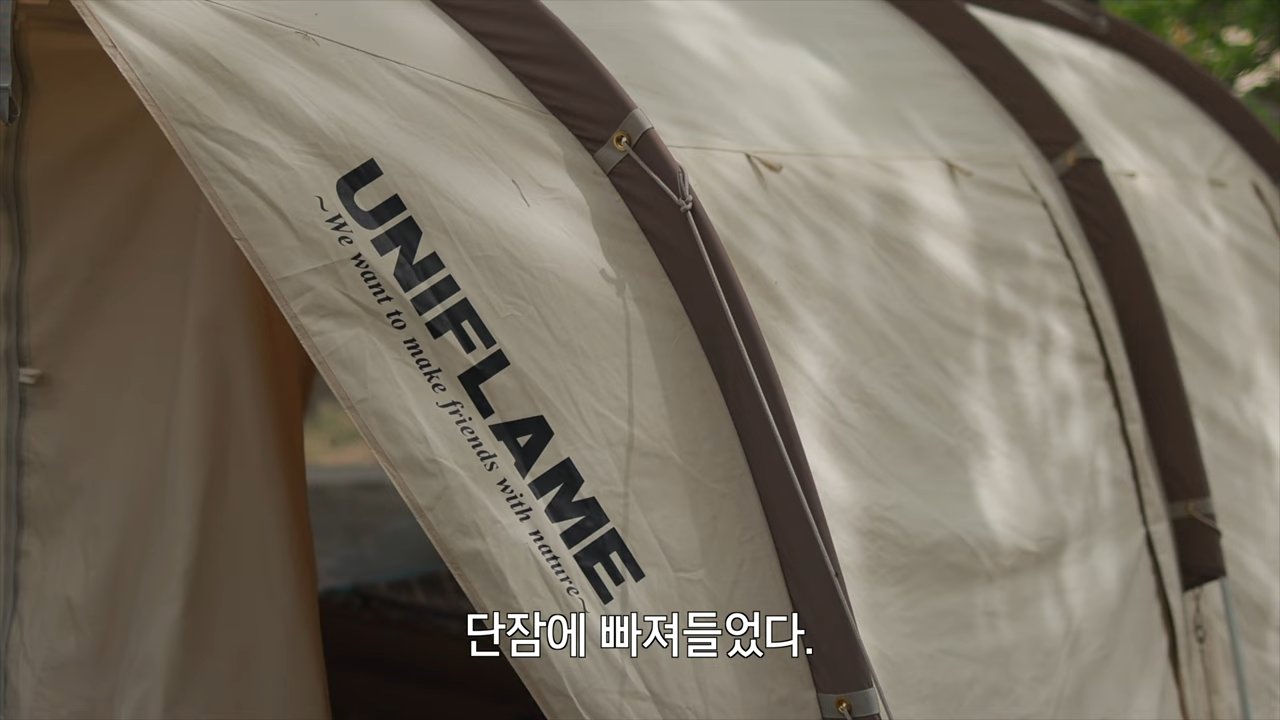 UNIFLAME
~We want to make friends with nature~
단잠에 빠져들었다.